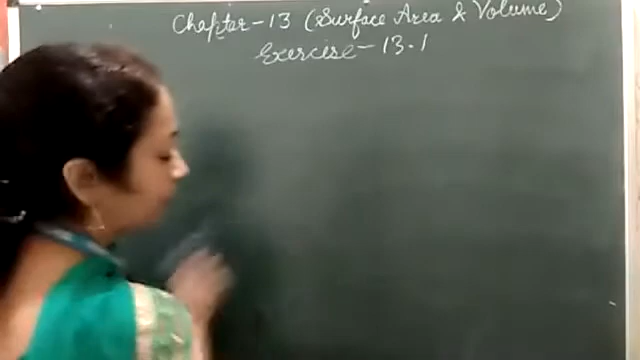 Chapter - 13 (Surface Area & Volume)
Exercise - 13.1